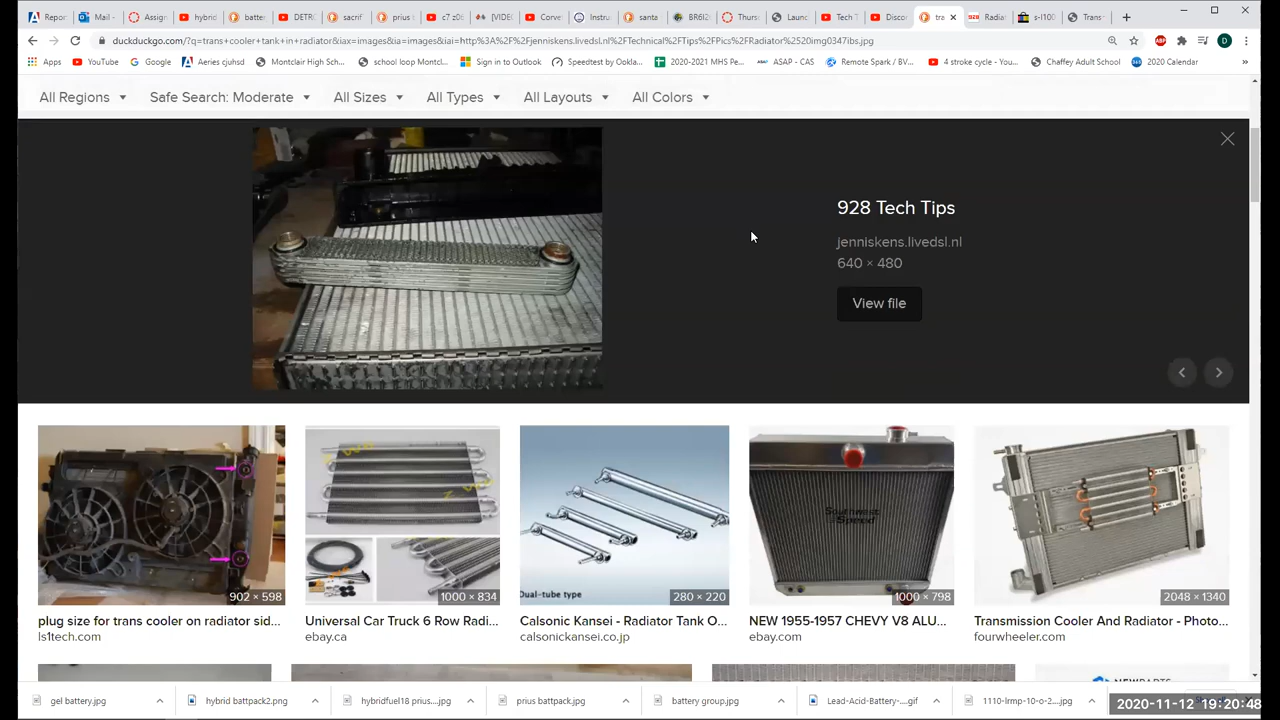 Repor
Mail -
Assign
hybrid
batter
DETRO
sacrif
prius b
c7 z06
[VIDEO
Corve
Instru
santa
BR6I2
Thurs
Launc
Tech T
Disco
tra
Radia
s-l100
Trans
duckduckgo.com/?q=trans+cooler+tank+in+radiator&iax=images&ia=images&iai=http%3A%2F%2Fjenniskens.livedsl.nl%2FTechnical%2FTips%2FPics%2FRadiator%2520img0347ibs.jpg
D
Apps
YouTube
Google
Aeries cjuhsd
Montclair High Sch...
school loop Montcl...
Sign in to Outlook
Speedtest by Ookla...
2020-2021 MHS Pe...
ASAP - CAS
Remote Spark / BV...
4 stroke cycle - You...
Chaffey Adult School
2020 Calendar
»
All Regions
Safe Search: Moderate
All Sizes
All Types
All Layouts
All Colors
928 Tech Tips
jenniskens.livedsl.nl
640 × 480
View file
Southwest
Speed
Dual-tube type
902 × 598
1000 × 834
280 × 220
1000 × 798
2048 × 1340
plug size for trans cooler on radiator sid...
Universal Car Truck 6 Row Radi...
Calsonic Kansei - Radiator Tank O...
NEW 1955-1957 CHEVY V8 ALU...
Transmission Cooler And Radiator - Photo...
ls1tech.com
ebay.ca
calsonickansei.co.jp
ebay.com
fourwheeler.com
NEWPARTS
gel battery.jpg
hybrid battpack2.png
hybridfuel18 prius....jpg
prius battpack.jpg
battery group.jpg
Lead-Acid-Battery-....gif
1110-lrmp-10-o-2....jpg
2020-11-12 19:20:48